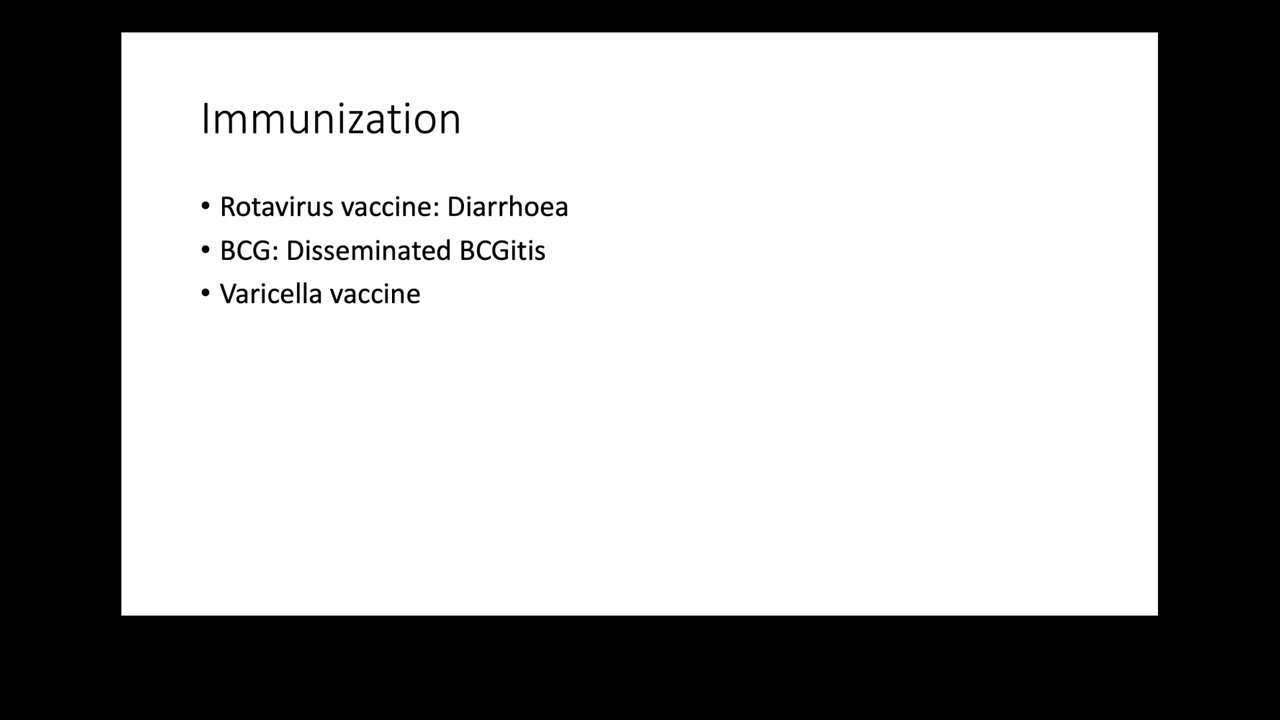 Immunization
• Rotavirus vaccine: Diarrhoea
• BCG: Disseminated BCGitis
• Varicella vaccine